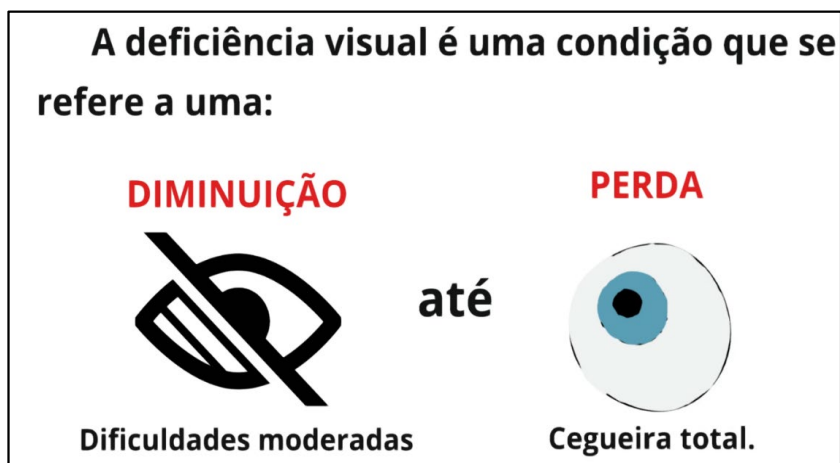 A deficiência visual é uma condição que se
refere a uma:
DIMINUIÇÃO
PERDA
até
Dificuldades moderadas
Cegueira total.